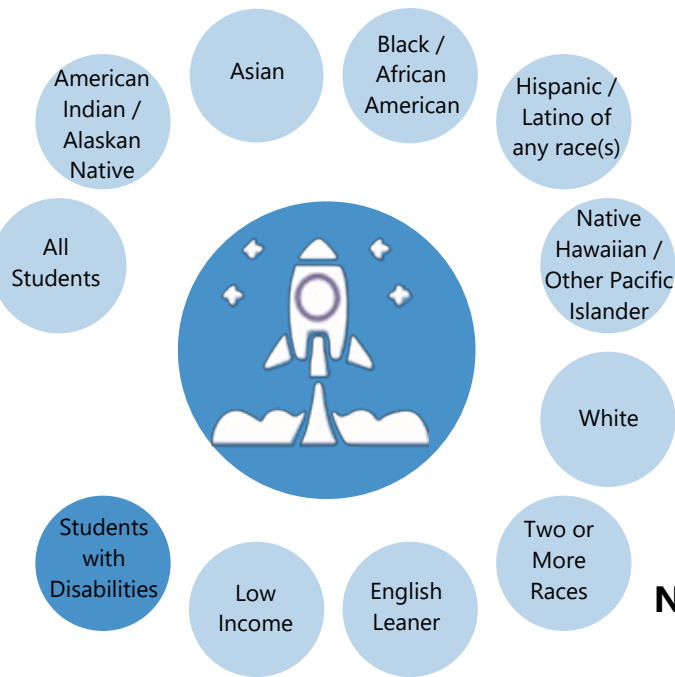 American
Indian /
Alaskan
Native
Asian
Black /
African
American
Hispanic /
Latino of
any race(s)
All
Students
Native
Hawaiian /
Other Pacific
Islander
White
Students
with
Disabilities
Low
Income
English
Leaner
Two or
More
Races
N